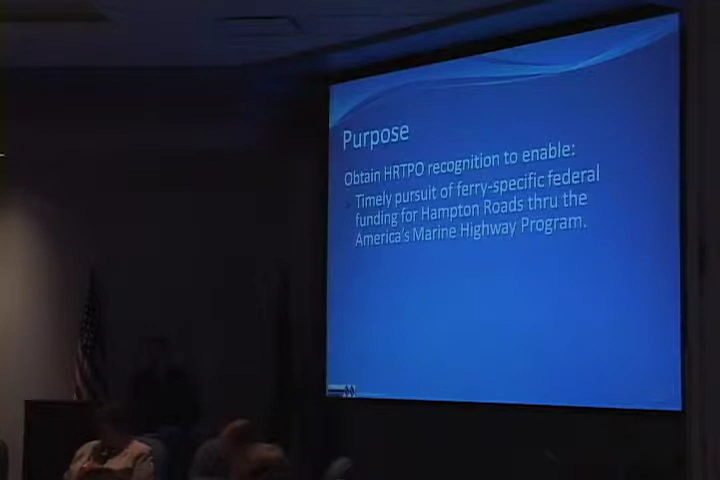 Purpose
Obtain HRTPO recognition to enable:
Timely pursuit of ferry-specific federal
funding for Hampton Roads thru the
America's Marine Highway Program.